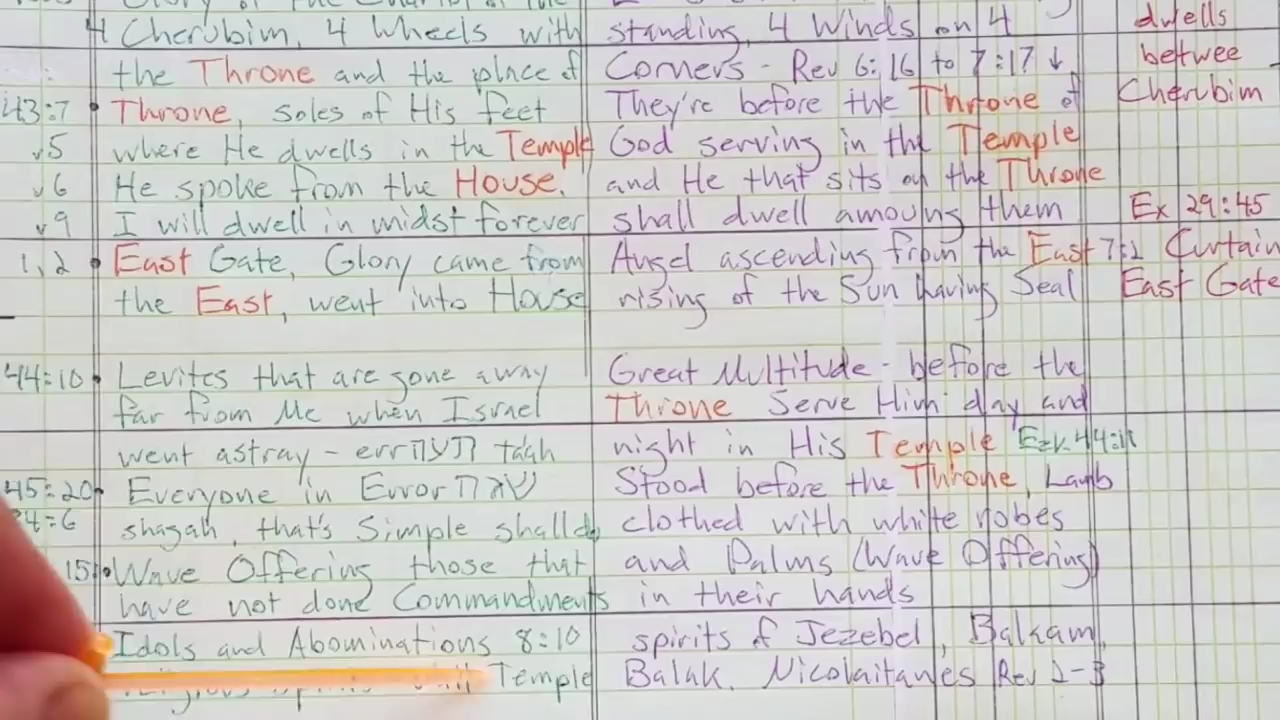 4 Cherubim, 4 Wheels with standing, 4 Winds on 4 dwells
the Throne and the place of Corners - Rev 6:16 to 7:17 ↓ betwee
43:7 • Throne, soles of His feet They're before the Throne of Cherubim
v5 where He dwells in the Temple God serving in the Temple
v6 He spoke from the House. and He that sits on the Throne
v9 I will dwell in midst forever shall dwell amoung them Ex 29:45
1,2 • East Gate, Glory came from Angel ascending from the East 7:2 Curtain
the East, went into House rising of the Sun having Seal East Gate
44:10 • Levites that are gone away Great Multitude - before the
far from Me when Israel Throne Serve Him day and
went astray - err תעה taah night in His Temple Ezk 44:11
45:20 • Everyone in Error שגה Stood before the Throne, Lamb
:6 shagah, that's Simple shall do clothed with white robes
15 • Wave Offering those that and Palms (Wave Offering)
have not done Commandments in their hands
Idols and Abominations 8:10 spirits of Jezebel, Balaam,
Temple Balak, Nicolaitanes Rev 2-3